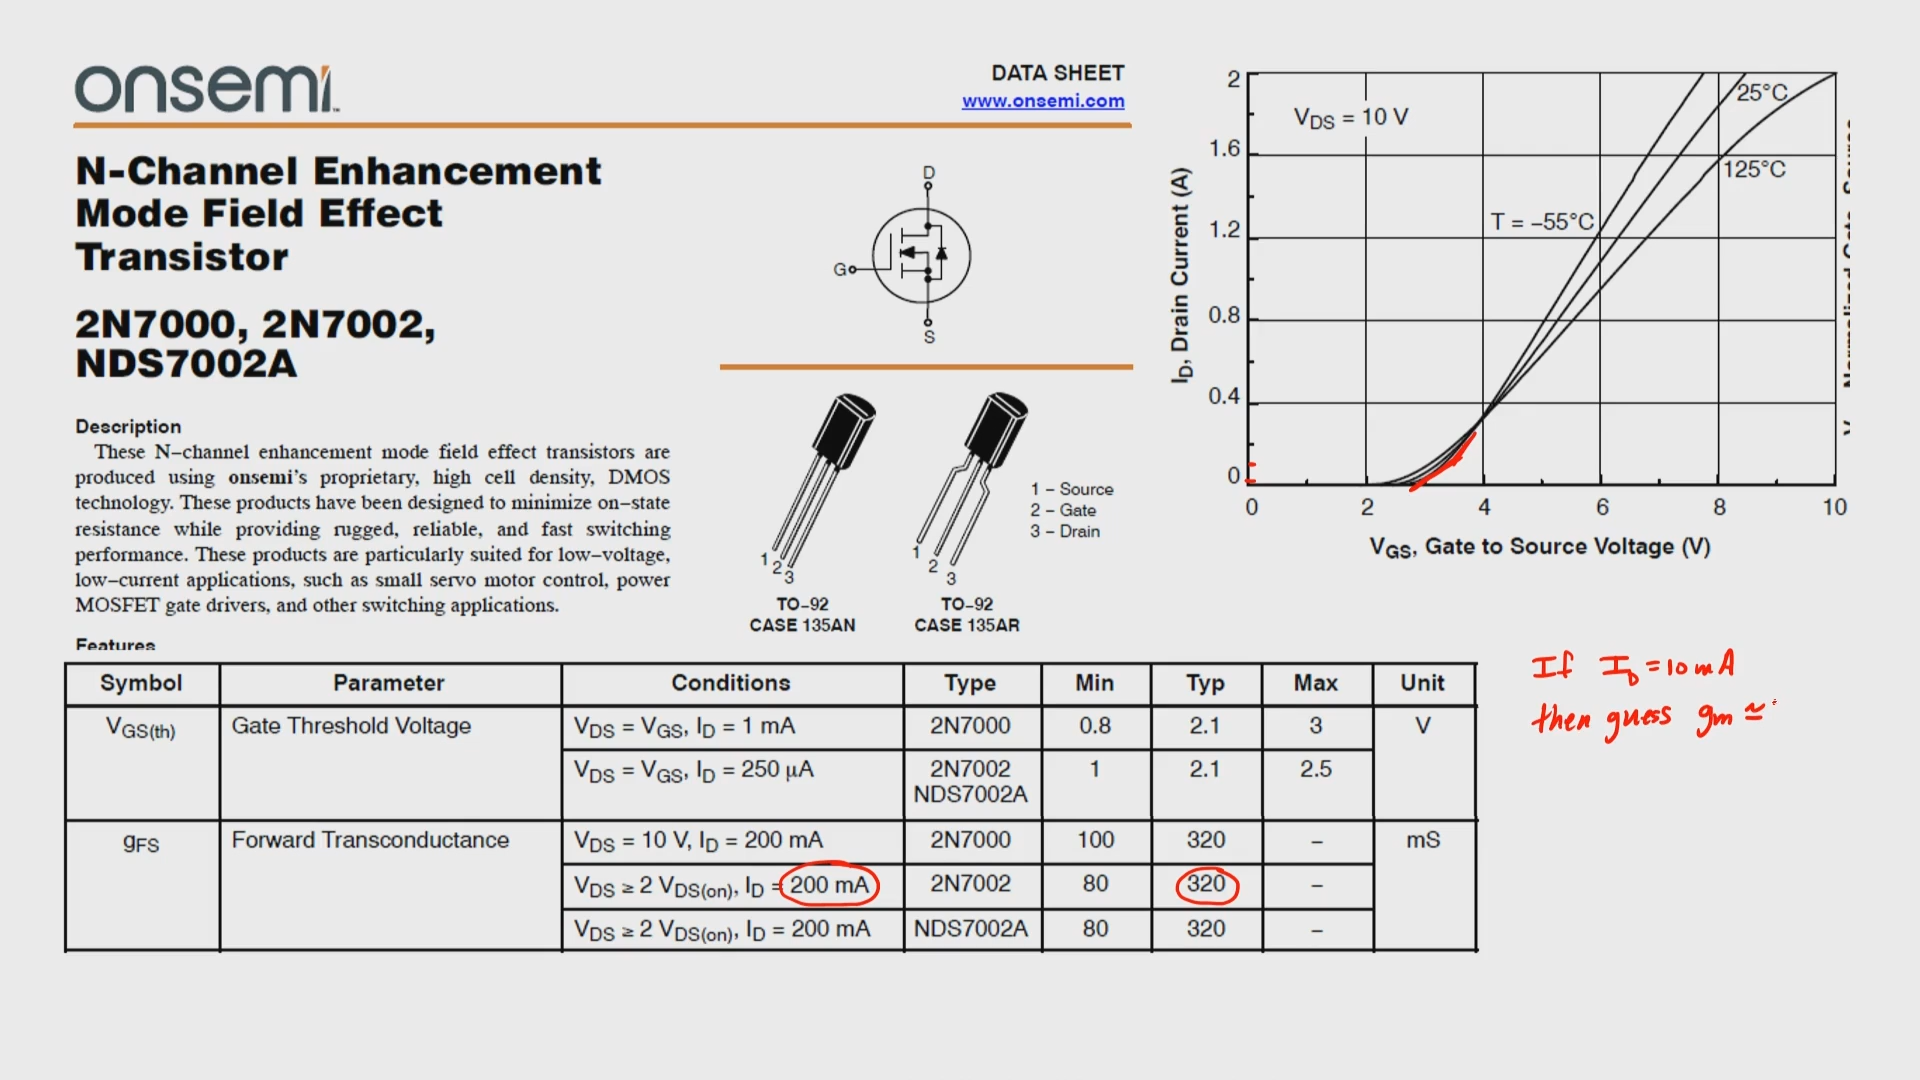 onsemi™
DATA SHEET
www.onsemi.com
N-Channel Enhancement
Mode Field Effect
Transistor
2N7000, 2N7002,
NDS7002A
Description
These N–channel enhancement mode field effect transistors are
produced using onsemi's proprietary, high cell density, DMOS
technology. These products have been designed to minimize on–state
resistance while providing rugged, reliable, and fast switching
performance. These products are particularly suited for low–voltage,
low–current applications, such as small servo motor control, power
MOSFET gate drivers, and other switching applications.
Features
D
G
S
1 2 3
TO–92
CASE 135AN
1 2 3
TO–92
CASE 135AR
1 – Source
2 – Gate
3 – Drain
VDS = 10 V
25°C
125°C
T = –55°C
2
1.6
1.2
0.8
0.4
0
0 2 4 6 8 10
ID, Drain Current (A)
VGS, Gate to Source Voltage (V)
Symbol Parameter Conditions Type Min Typ Max Unit
VGS(th) Gate Threshold Voltage VDS = VGS, ID = 1 mA 2N7000 0.8 2.1 3 V
VDS = VGS, ID = 250 μA 2N7002 1 2.1 2.5
NDS7002A
gFS Forward Transconductance VDS = 10 V, ID = 200 mA 2N7000 100 320 – mS
VDS ≥ 2 VDS(on), ID = 200 mA 2N7002 80 320 –
VDS ≥ 2 VDS(on), ID = 200 mA NDS7002A 80 320 –
If ID = 10 mA
then guess gm ≃